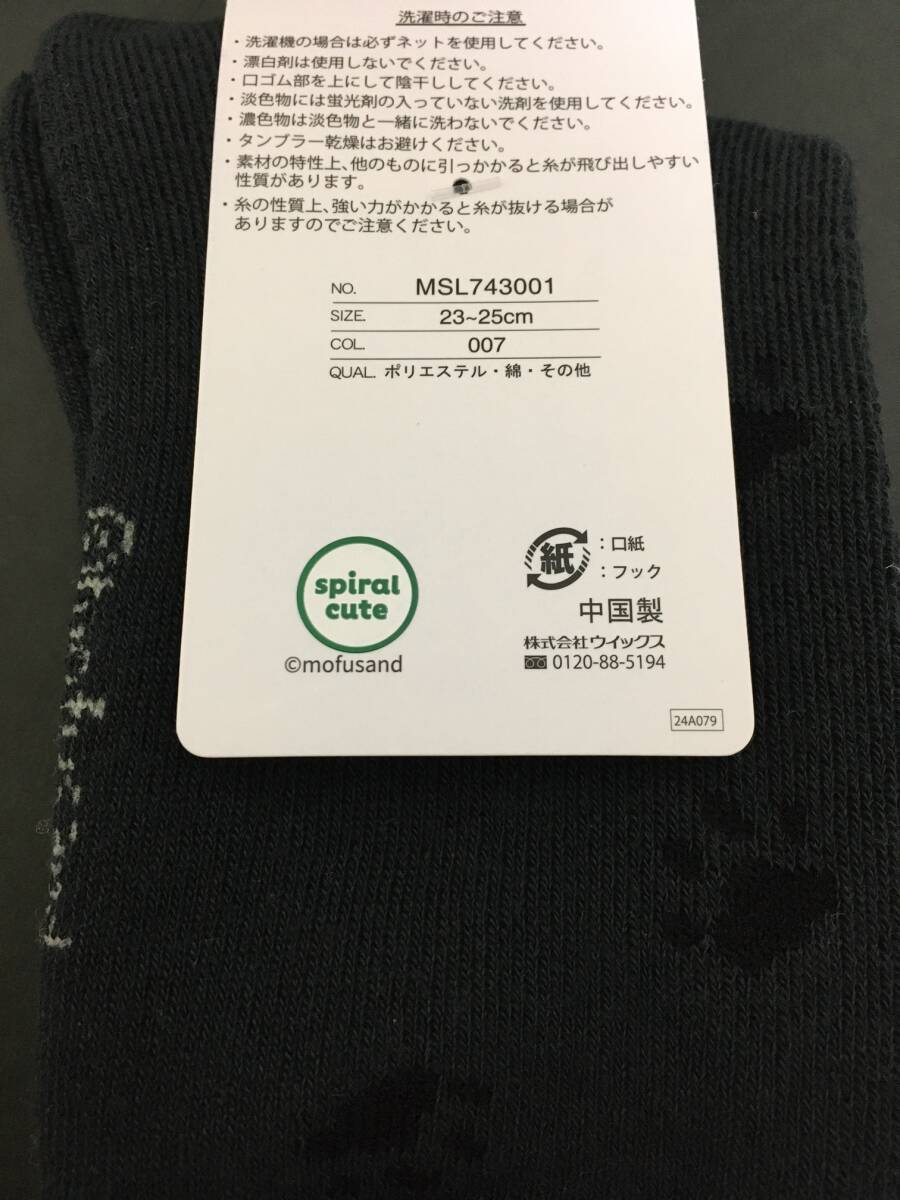 洗濯時のご注意
・洗濯機の場合は必ずネットを使用してください。
・漂白剤は使用しないでください。
・口ゴム部を上にして陰干ししてください。
・淡色物には蛍光剤の入っていない洗剤を使用してください。
・濃色物は淡色物と一緒に洗わないでください。
・タンブラー乾燥はお避けください。
・素材の特性上、他のものに引っかかると糸が飛び出しやすい
性質があります。
・糸の性質上、強い力がかかると糸が抜ける場合が
ありますのでご注意ください。
NO. MSL743001
SIZE. 23~25cm
COL. 007
QUAL. ポリエステル・綿・その他
spiral
cute
©mofusand
紙
：口紙
：フック
中国製
株式会社ウイックス
0120-88-5194
24A079